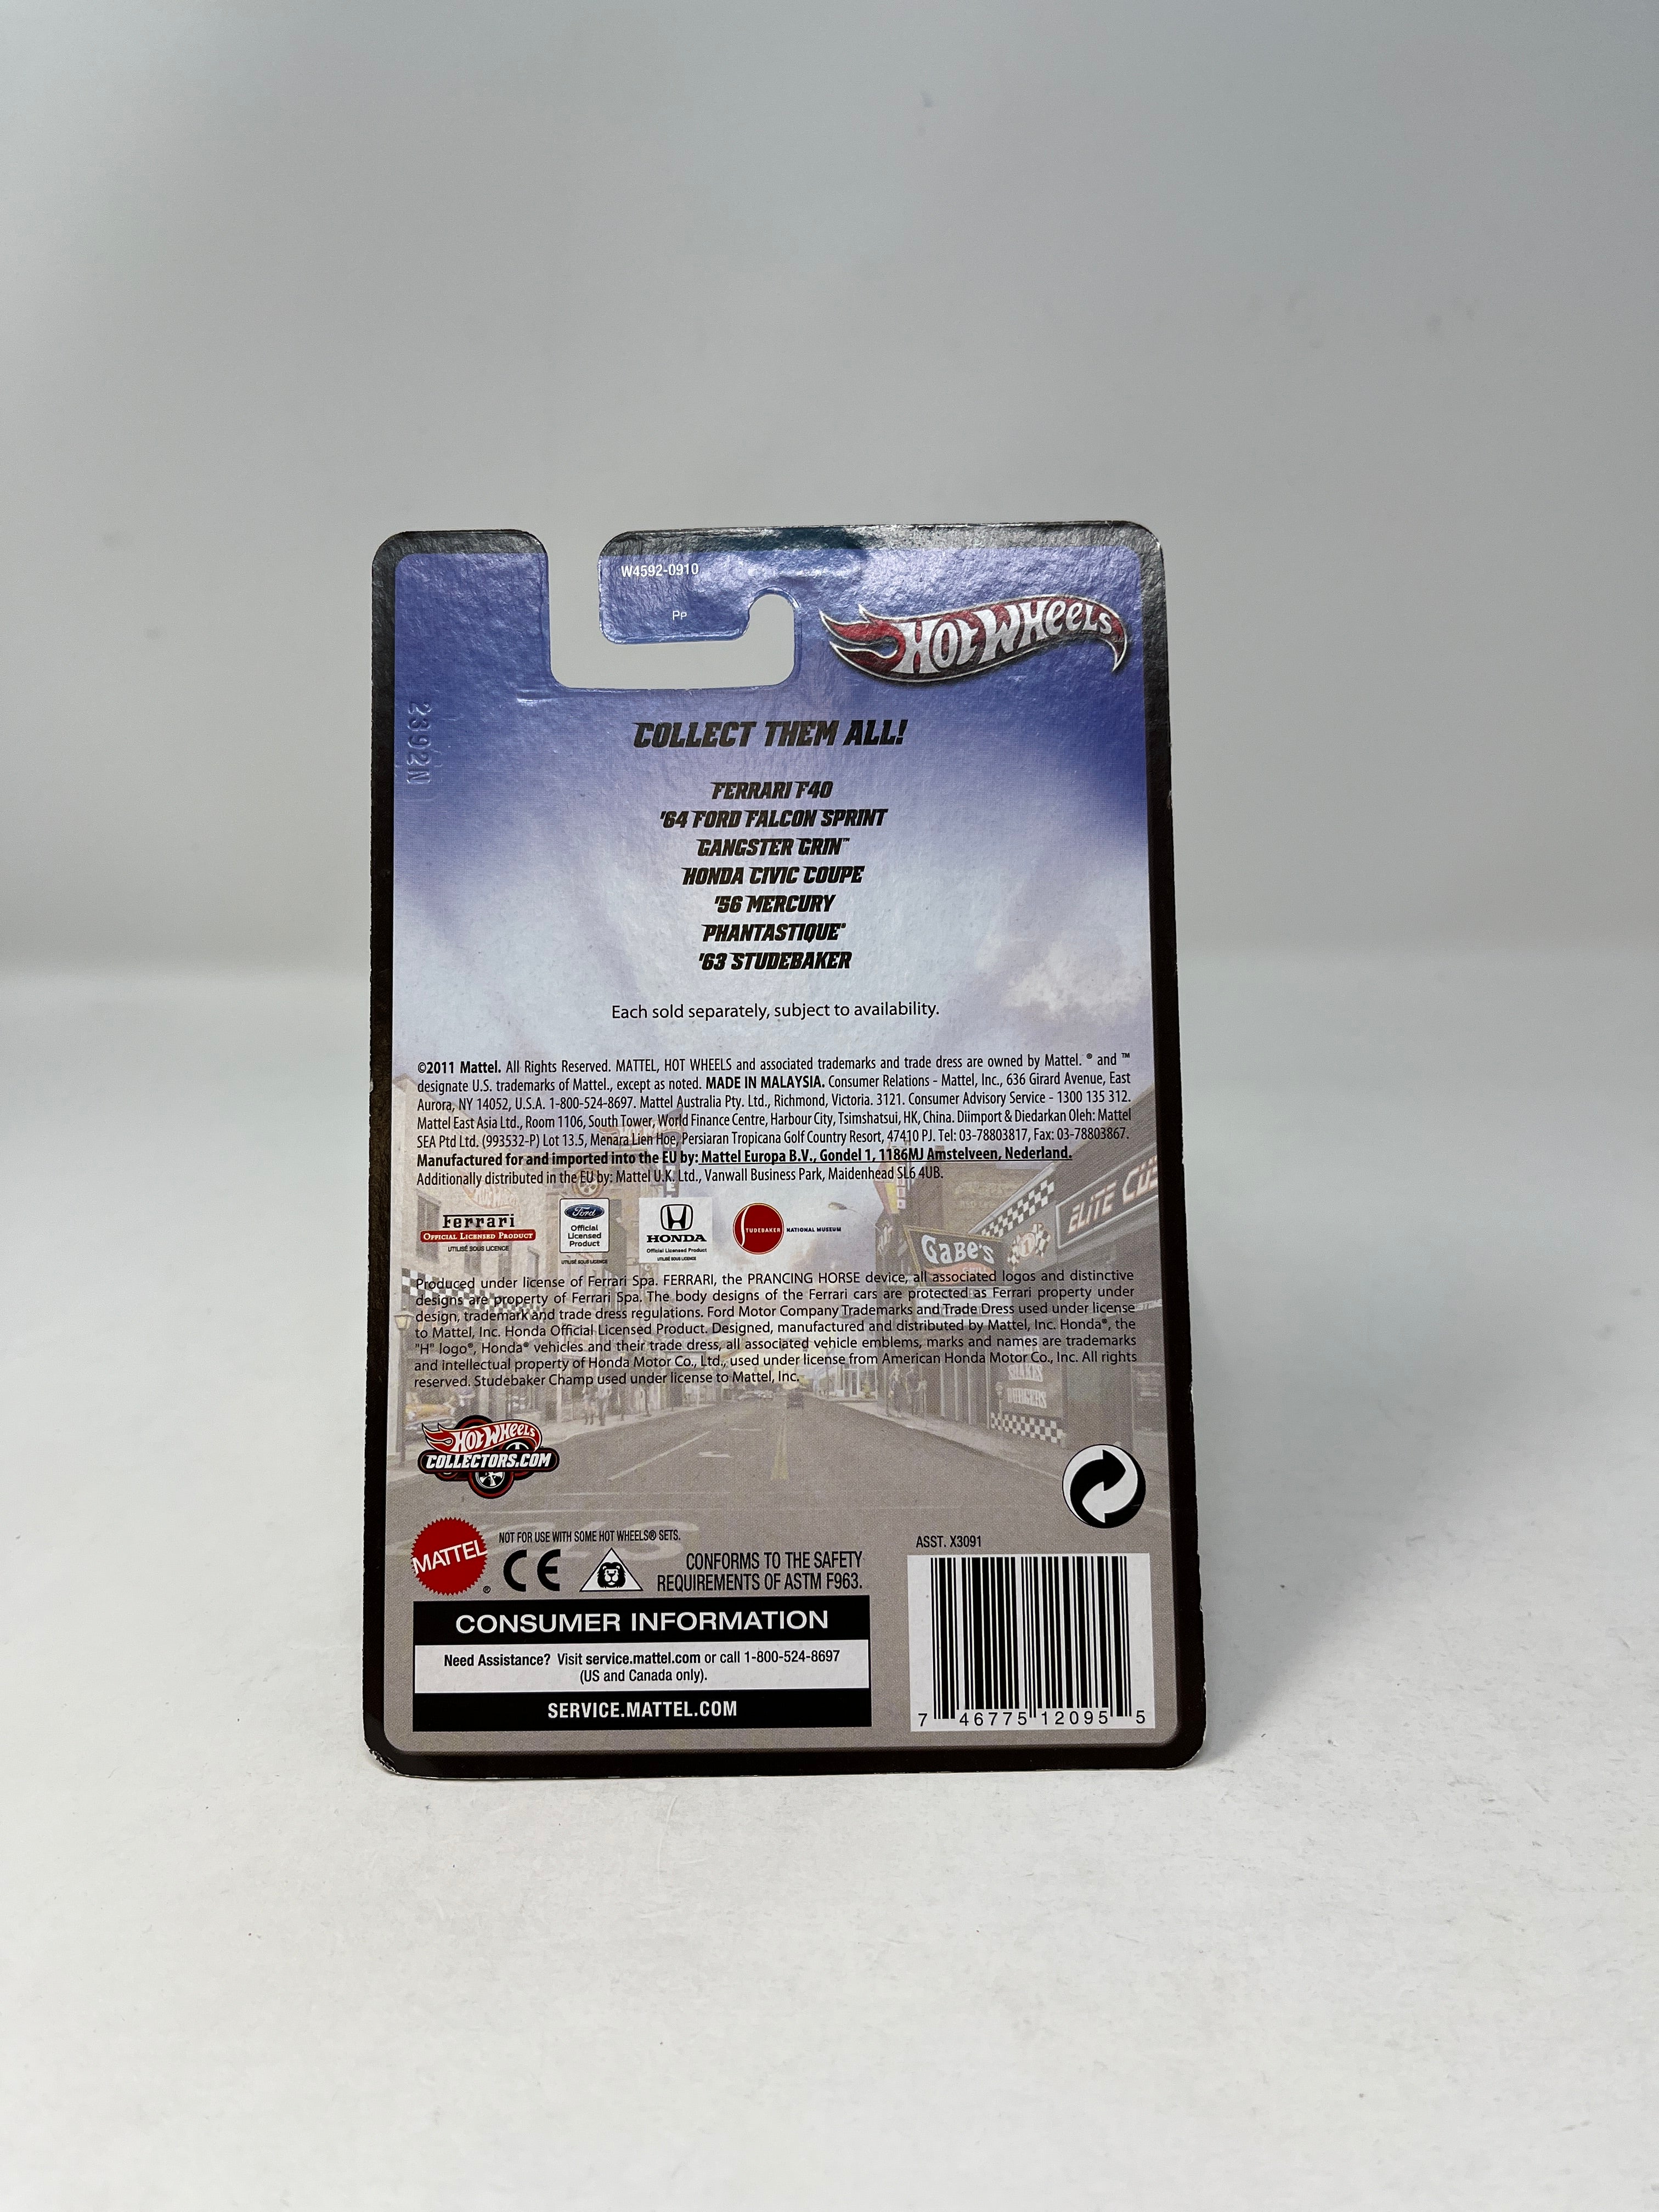 W4592-0910
Pp
HOT WHEELS
2392N
COLLECT THEM ALL!
FERRARI F40
'64 FORD FALCON SPRINT
GANGSTER GRIN™
HONDA CIVIC COUPE
'56 MERCURY
PHANTASTIQUE®
'63 STUDEBAKER
Each sold separately, subject to availability.
©2011 Mattel. All Rights Reserved. MATTEL, HOT WHEELS and associated trademarks and trade dress are owned by Mattel. ® and ™
designate U.S. trademarks of Mattel., except as noted. MADE IN MALAYSIA. Consumer Relations - Mattel, Inc., 636 Girard Avenue, East
Aurora, NY 14052, U.S.A. 1-800-524-8697. Mattel Australia Pty. Ltd., Richmond, Victoria. 3121. Consumer Advisory Service - 1300 135 312.
Mattel East Asia Ltd., Room 1106, South Tower, World Finance Centre, Harbour City, Tsimshatsui, HK, China. Diimport & Diedarkan Oleh: Mattel
SEA Ptd Ltd. (993532-P) Lot 13.5, Menara Lien Hoe, Persiaran Tropicana Golf Country Resort, 47410 PJ. Tel: 03-78803817, Fax: 03-78803867.
Manufactured for and imported into the EU by: Mattel Europa B.V., Gondel 1, 1186MJ Amstelveen, Nederland.
Additionally distributed in the EU by: Mattel U.K. Ltd., Vanwall Business Park, Maidenhead SL6 4UB.
ELITE CUS
Ferrari
OFFICIAL LICENSED PRODUCT
UTILISÉ SOUS LICENCE
Ford
Official
Licensed
Product
UTILISÉ SOUS LICENCE
HONDA
Official Licensed Product
UTILISÉ SOUS LICENCE
STUDEBAKER NATIONAL MUSEUM
GABE'S
Produced under license of Ferrari Spa. FERRARI, the PRANCING HORSE device, all associated logos and distinctive
designs are property of Ferrari Spa. The body designs of the Ferrari cars are protected as Ferrari property under
design, trademark and trade dress regulations. Ford Motor Company Trademarks and Trade Dress used under license
to Mattel, Inc. Honda Official Licensed Product. Designed, manufactured and distributed by Mattel, Inc. Honda®, the
"H" logo®, Honda® vehicles and their trade dress, all associated vehicle emblems, marks and names are trademarks
and intellectual property of Honda Motor Co., Ltd., used under license from American Honda Motor Co., Inc. All rights
reserved. Studebaker Champ used under license to Mattel, Inc.
SHAKES
BURGERS
HOT WHEELS
COLLECTORS.COM
MATTEL®
NOT FOR USE WITH SOME HOT WHEELS® SETS.
CE
CONFORMS TO THE SAFETY
REQUIREMENTS OF ASTM F963.
ASST. X3091
CONSUMER INFORMATION
Need Assistance? Visit service.mattel.com or call 1-800-524-8697
(US and Canada only).
SERVICE.MATTEL.COM
7 46775 12095 5